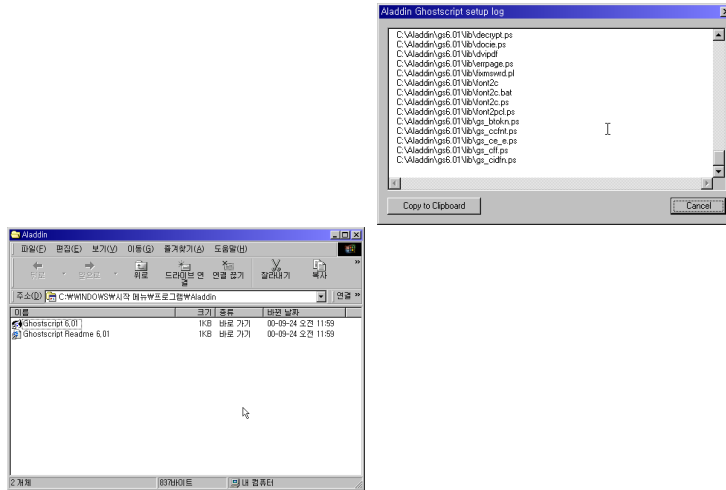 Aladdin Ghostscript setup log
C:\Aladdin\gs6.01\lib\decrypt.ps
C:\Aladdin\gs6.01\lib\docie.ps
C:\Aladdin\gs6.01\lib\dvipdf
C:\Aladdin\gs6.01\lib\errpage.ps
C:\Aladdin\gs6.01\lib\fixmswrd.pl
C:\Aladdin\gs6.01\lib\font2c
C:\Aladdin\gs6.01\lib\font2c.bat
C:\Aladdin\gs6.01\lib\font2c.ps
C:\Aladdin\gs6.01\lib\font2pcl.ps
C:\Aladdin\gs6.01\lib\gs_btokn.ps
C:\Aladdin\gs6.01\lib\gs_ccfnt.ps
C:\Aladdin\gs6.01\lib\gs_ce_e.ps
C:\Aladdin\gs6.01\lib\gs_cff.ps
C:\Aladdin\gs6.01\lib\gs_cidfn.ps
Copy to Clipboard Cancel
Aladdin
파일(F) 편집(E) 보기(V) 이동(G) 즐겨찾기(A) 도움말(H)
뒤로 앞으로 위로 드라이브 연결 연결 끊기 잘라내기 복사 »
주소(D) C:₩WINDOWS₩시작 메뉴₩프로그램₩Aladdin 연결 »
이름 크기 종류 바뀐 날짜
Ghostscript 6,01 1KB 바로 가기 00-09-24 오전 11:59
Ghostscript Readme 6,01 1KB 바로 가기 00-09-24 오전 11:59
2 개체 837바이트 내 컴퓨터